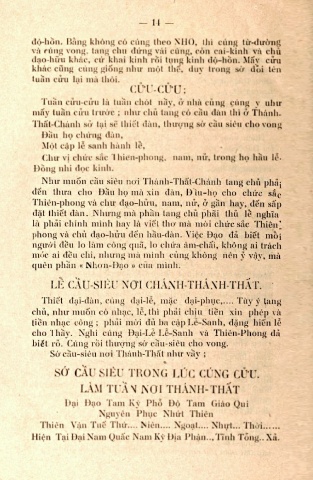 — 14 —
độ-hồn. Bằng không có cúng theo NHO, thì cúng từ-đường
và cúng vong, tang chu đứng vái cũng, còn cai-kinh và chủ
đạo-hữu khác, cứ khai kinh rồi tụng kinh độ-hồn. Mấy cửu
khác cũng cúng giống như một thể, duy trong sớ đổi tên
tuần cửu lại mà thôi.
CỬU-CỬU;
Tuần cửu-cửu là tuần chót nầy, ở nhà cúng cúng y như
mấy tuần cửu trước ; như chủ tang có cầu đàn thì ở Thánh-
Thất-Chánh sở tại sẽ thiết đàn, thượng sớ cầu siêu cho vong
Đầu họ chứng đàn,
Một cặp lễ sanh hành lễ,
Chư vị chức sắc Thiên-phong, nam, nữ, trong họ hầu lễ-
Đồng nhi đọc kinh.
Như muốn cầu siêu nơi Thánh-Thất-Chánh tang chủ phải
đến thưa cho Đầu họ mà xin đàn, Đầu-họ cho chức sắc
Thiên-phong và chư đạo-hữu, nam, nữ, ở gần hay, đến sắp
đặt thiết đàn. Nhưng mà phần tang chủ phải thủ lễ nghĩa
là phải chính mình hay là viết thơ mà mời chức sắc Thiên
phong và chủ đạo-hữu đến hầu-đàn. Việc Đạo đã biết mỗi
người đều lo làm công quả, lo chừa âm-chất, không ai trách
móc ai đều chi, nhưng mà mình cũng không nên ỷ vậy, mà
quên phần « Nhơn-Đạo » của mình.
LỄ CẦU-SIÊU NƠI CHÁNH-THÁNH-THẤT.
Thiết đại-đàn, cúng đại-lễ, mặc đại-phục,.... Tùy ý tang
chủ, như muốn có nhạc, lễ, thì phải chịu tiền xin phép và
tiền nhạc công ; phải mời đủ ba cặp Lễ-Sanh, đặng hiến lễ
cho Thầy. Nghi cúng Đại-Lễ Lễ-Sanh và Thiên-Phong đã
biết rõ. Cúng rồi thượng sớ cầu-siêu cho vong.
Sớ cầu-siêu nơi Thánh-Thất như vầy ;
SỚ CẦU SIÊU TRONG LÚC CÚNG CỬU.
LÀM TUẦN NƠI THÁNH-THẤT
Đại Đạo Tam Kỳ Phổ Độ Tam Giáo Qui
Nguyên Phục Nhứt Thiên
Thiên Vận Tuế Thứ.... Niên.... Ngoạt.... Nhựt... Thời......
Hiện Tại Đại Nam Quốc Nam Kỳ Địa Phận.., Tỉnh Tổng.. Xã.